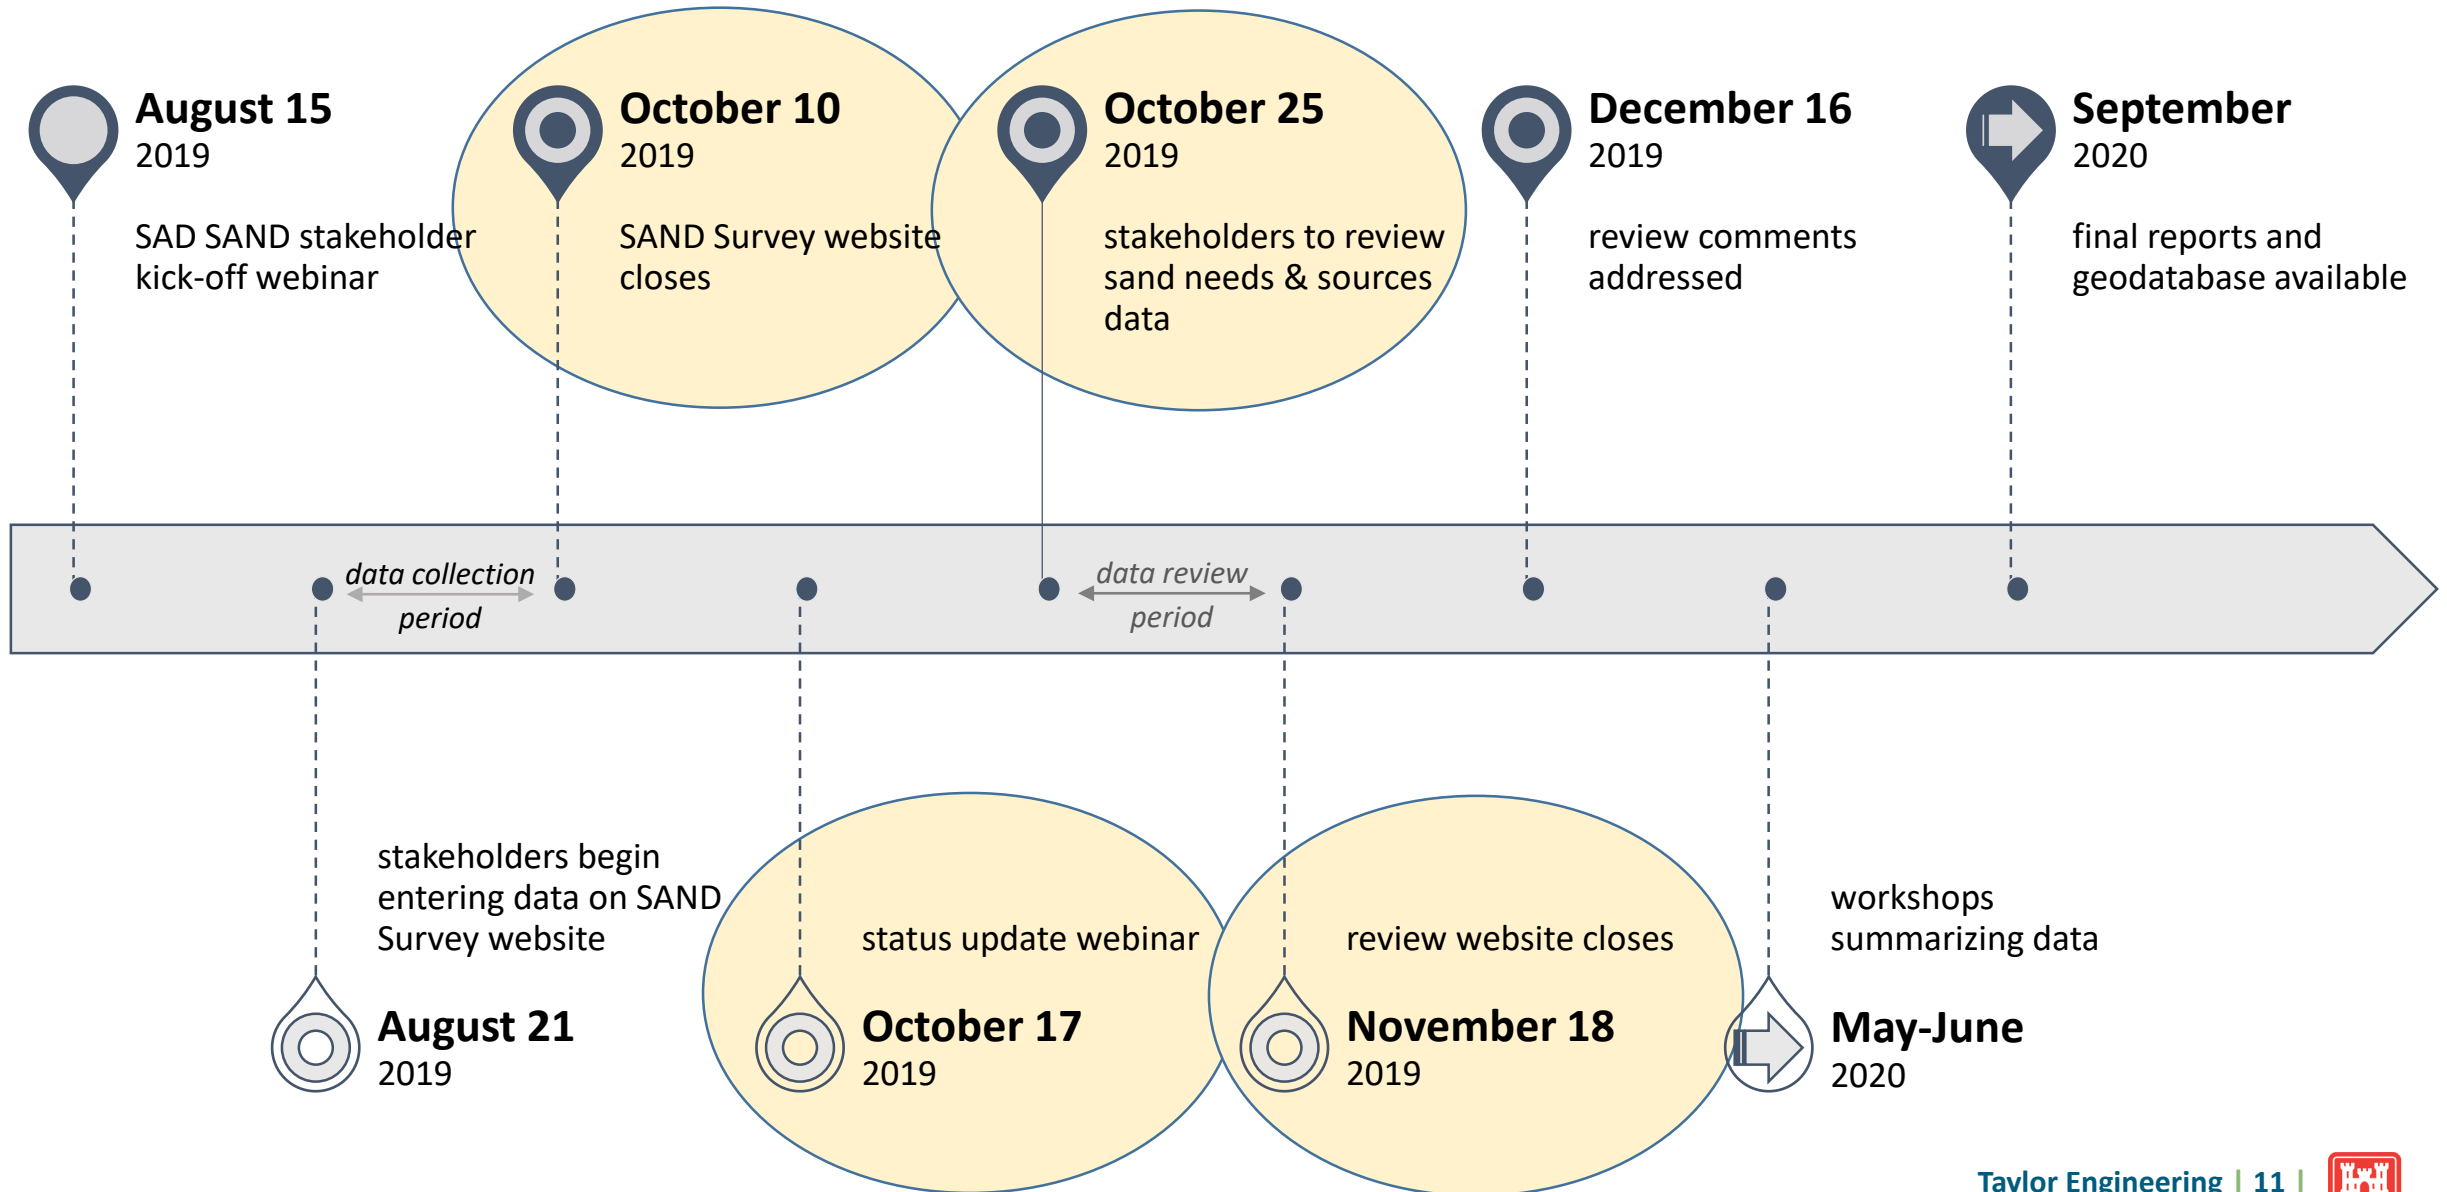 August 15
2019
SAD SAND stakeholder
kick-off webinar
October 10
2019
SAND Survey website
closes
October 25
2019
stakeholders to review
sand needs & sources
data
December 16
2019
review comments
addressed
September
2020
final reports and
geodatabase available
data collection
period
data review
period
stakeholders begin
entering data on SAND
Survey website
August 21
2019
status update webinar
October 17
2019
review website closes
November 18
2019
workshops
summarizing data
May-June
2020
Taylor Engineering | 11 |